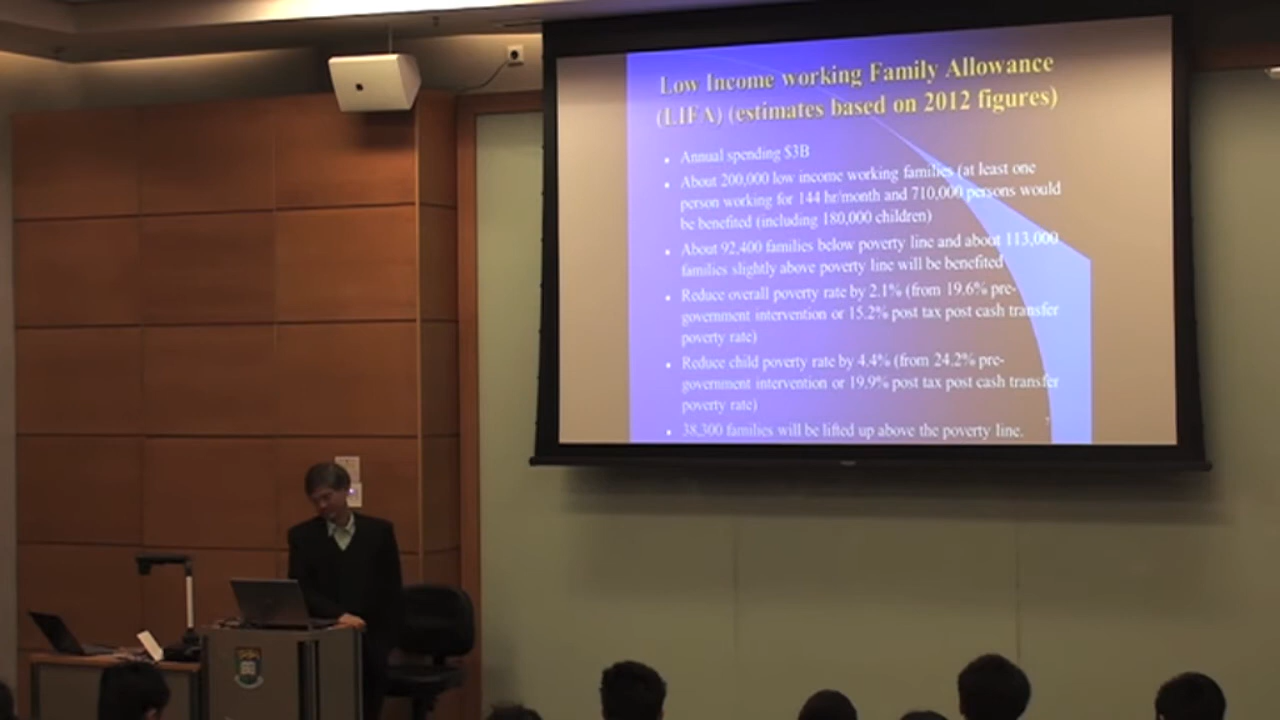 Low Income working Family Allowance
(LIFA) (estimates based on 2012 figures)
• Annual spending $3B
• About 200,000 low income working families (at least one
person working for 144 hr/month and 710,000 persons would
be benefited (including 180,000 children)
• About 92,400 families below poverty line and about 113,000
families slightly above poverty line will be benefited
• Reduce overall poverty rate by 2.1% (from 19.6% pre-
government intervention or 15.2% post tax post cash transfer
poverty rate)
• Reduce child poverty rate by 4.4% (from 24.2% pre-
government intervention or 19.9% post tax post cash transfer
poverty rate)
• 38,300 families will be lifted up above the poverty line.